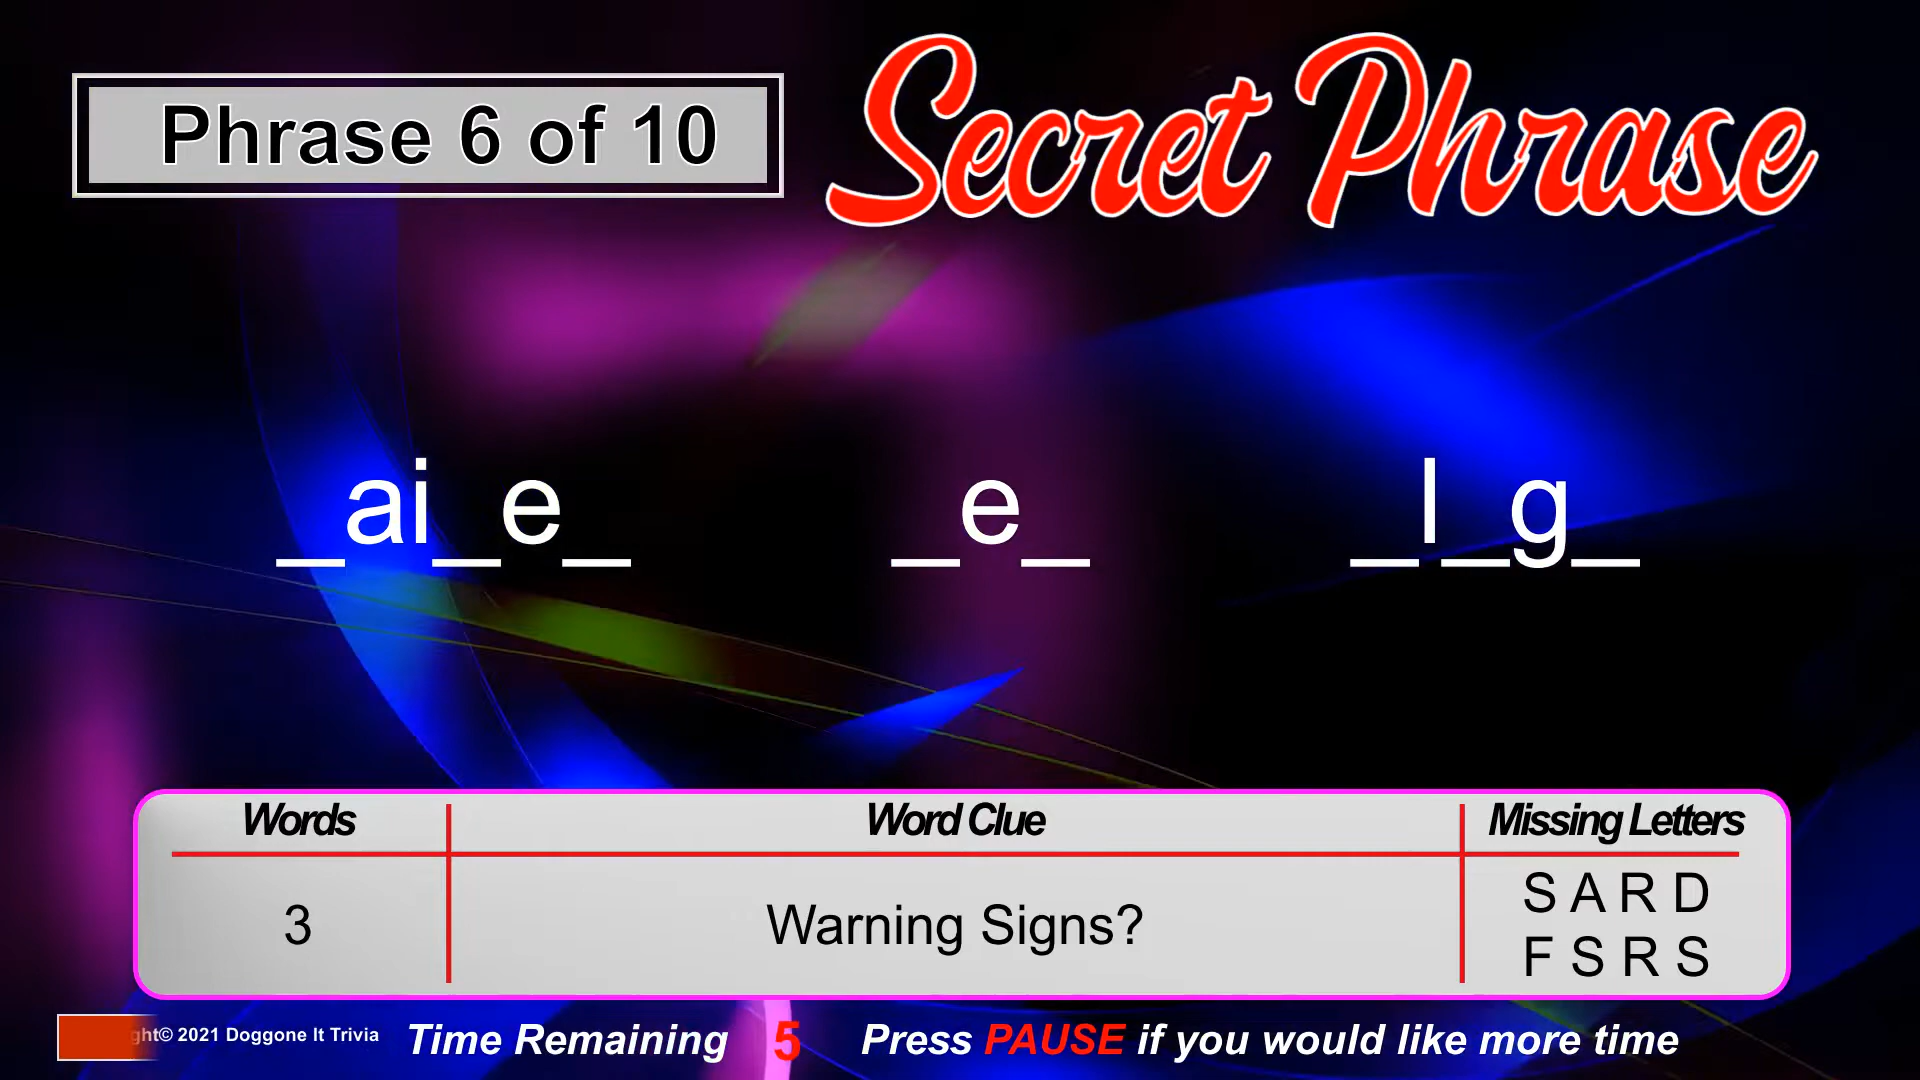 Phrase 6 of 10
Secret Phrase
_ai_e_ _e_ _l_g_
Words
Word Clue
Missing Letters
3
Warning Signs?
S A R D
F S R S
ght© 2021 Doggone It Trivia
Time Remaining 5
Press PAUSE if you would like more time